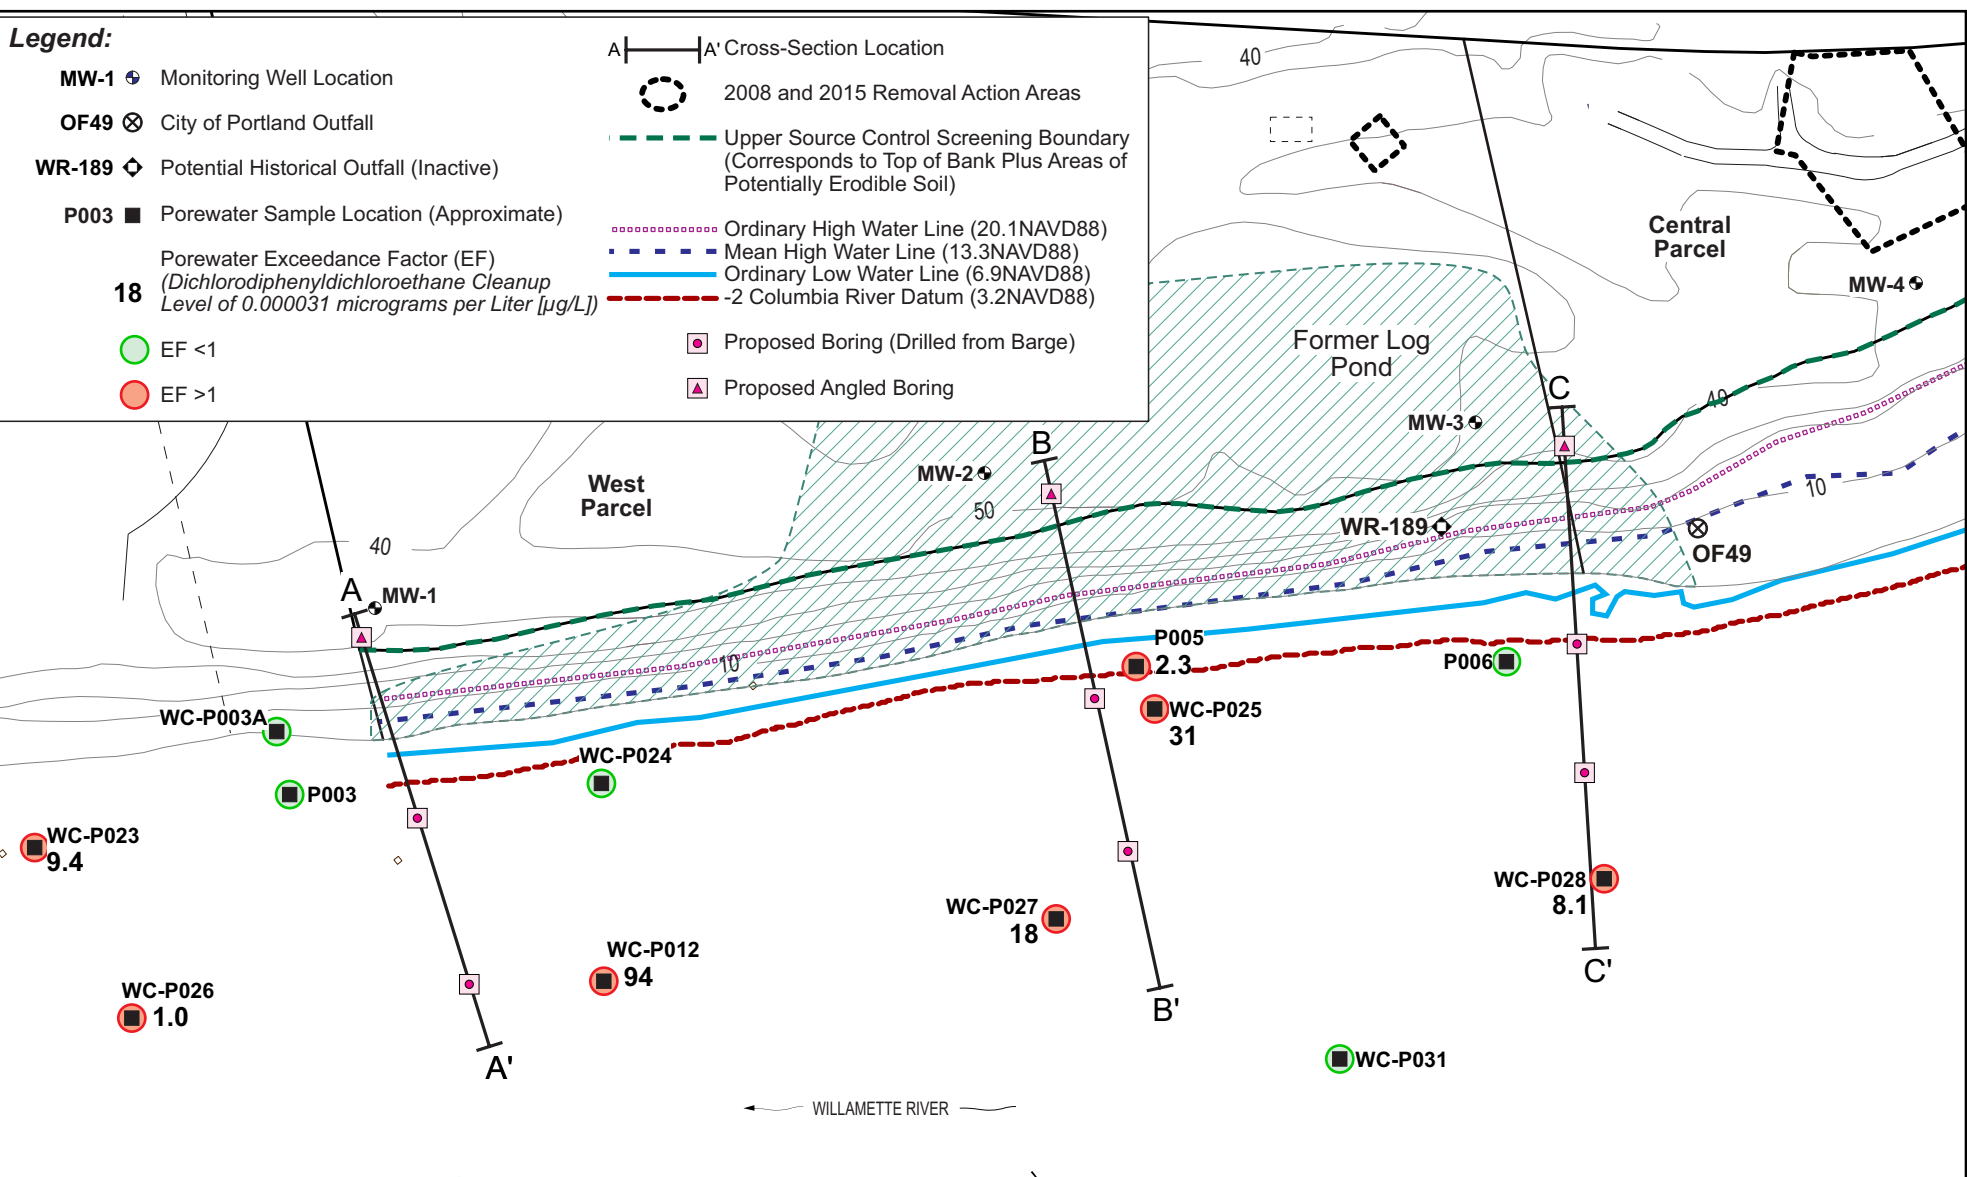 Legend:
MW-1 Monitoring Well Location
OF49 City of Portland Outfall
WR-189 Potential Historical Outfall (Inactive)
P003 Porewater Sample Location (Approximate)
18 Porewater Exceedance Factor (EF)
(Dichlorodiphenyldichloroethane Cleanup
Level of 0.000031 micrograms per Liter [µg/L])
EF <1
EF >1
A A' Cross-Section Location
2008 and 2015 Removal Action Areas
Upper Source Control Screening Boundary
(Corresponds to Top of Bank Plus Areas of
Potentially Erodible Soil)
Ordinary High Water Line (20.1NAVD88)
Mean High Water Line (13.3NAVD88)
Ordinary Low Water Line (6.9NAVD88)
-2 Columbia River Datum (3.2NAVD88)
Proposed Boring (Drilled from Barge)
Proposed Angled Boring
40
Central
Parcel
MW-4
Former Log
Pond
C
40
MW-3
B
MW-2
West
Parcel
50
10
WR-189
OF49
40
A
MW-1
10
P005
2.3
P006
WC-P003A
WC-P025
31
WC-P024
P003
WC-P023
9.4
WC-P028
8.1
WC-P027
18
WC-P012
94
C'
WC-P026
1.0
B'
A'
WC-P031
WILLAMETTE RIVER